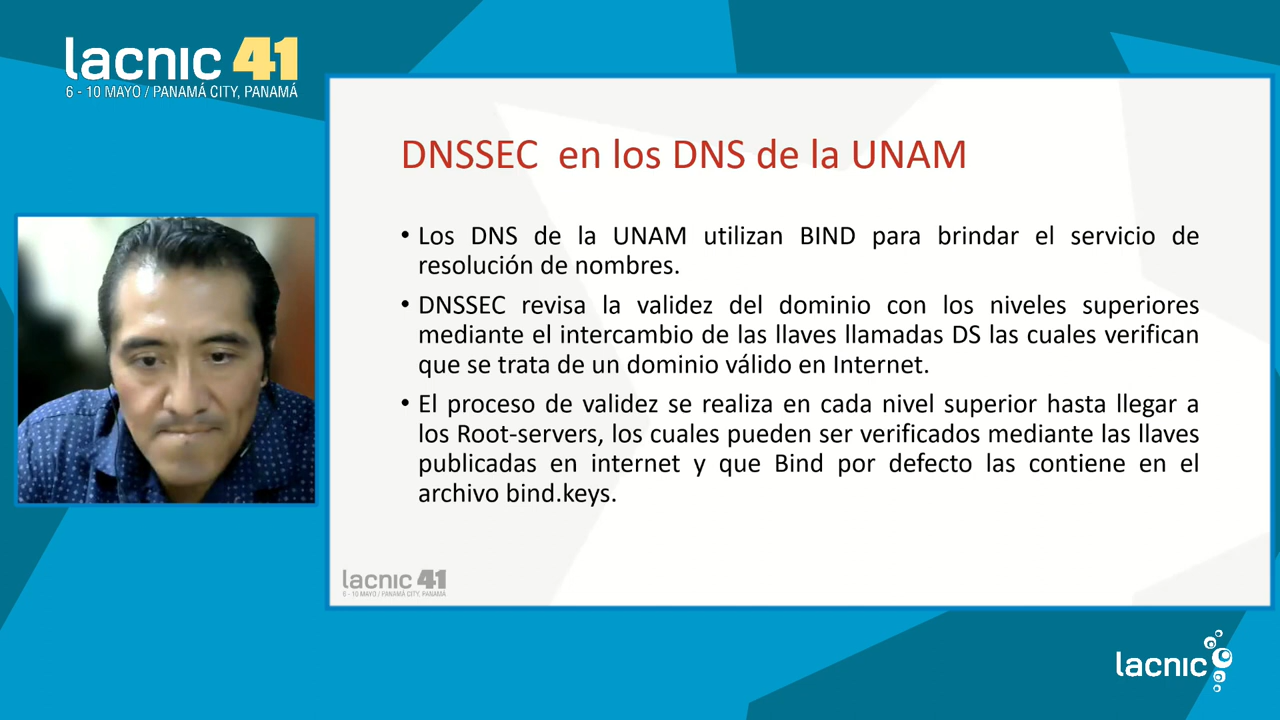 lacnic 41
6 - 10 MAYO / PANAMÁ CITY, PANAMÁ
DNSSEC en los DNS de la UNAM
• Los DNS de la UNAM utilizan BIND para brindar el servicio de
resolución de nombres.
• DNSSEC revisa la validez del dominio con los niveles superiores
mediante el intercambio de las llaves llamadas DS las cuales verifican
que se trata de un dominio válido en Internet.
• El proceso de validez se realiza en cada nivel superior hasta llegar a
los Root-servers, los cuales pueden ser verificados mediante las llaves
publicadas en internet y que Bind por defecto las contiene en el
archivo bind.keys.
lacnic 41
6 - 10 MAYO / PANAMÁ CITY, PANAMÁ
lacnic